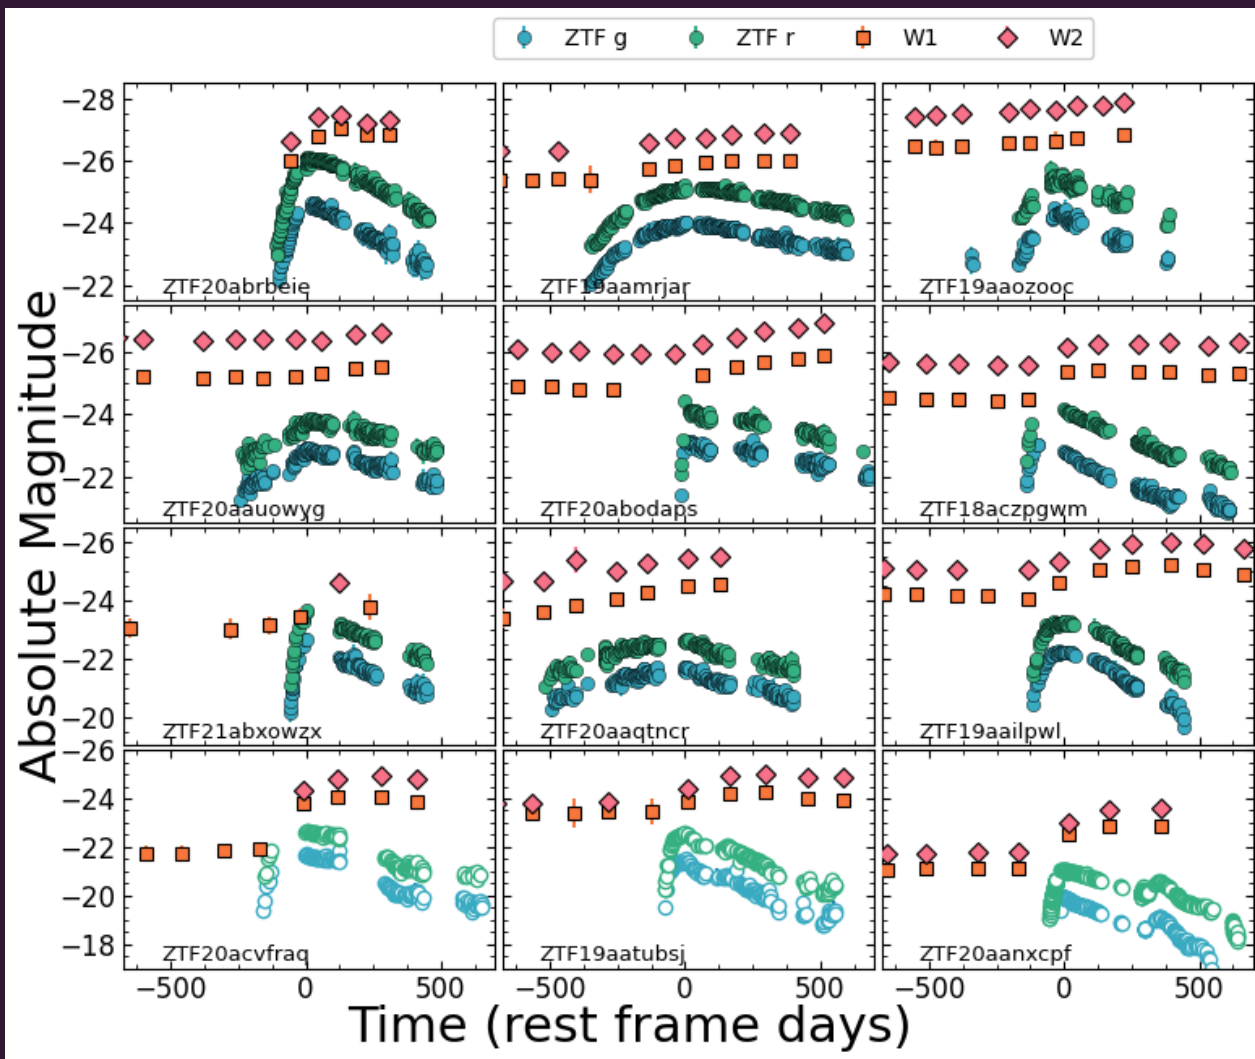 ZTF g ZTF r W1 W2
−28
−26
−24
−22
ZTF20abrbeie ZTF19aamrjar ZTF19aaozooc
−26
−24
−22
ZTF20aauowyg ZTF20abodaps ZTF18aczpgwm
−26
−24
−22
−20
ZTF21abxowzx ZTF20aaqtncr ZTF19aailpwl
−26
−24
−22
−20
−18
ZTF20acvfraq ZTF19aatubsj ZTF20aanxcpf
−500 0 500 −500 0 500 −500 0 500
Absolute Magnitude
Time (rest frame days)